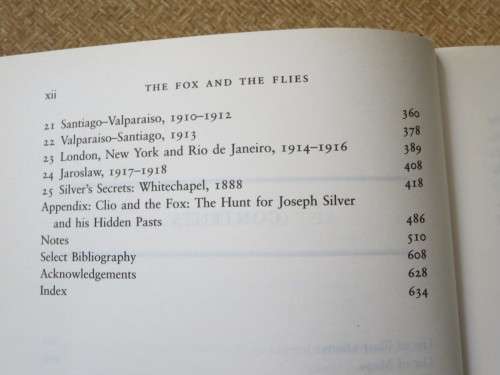 xii THE FOX AND THE FLIES
21 Santiago–Valparaiso, 1910–1912 360
22 Valparaiso–Santiago, 1913 378
23 London, New York and Rio de Janeiro, 1914–1916 389
24 Jaroslaw, 1917–1918 408
25 Silver's Secrets: Whitechapel, 1888 418
Appendix: Clio and the Fox: The Hunt for Joseph Silver
and his Hidden Pasts 486
Notes 510
Select Bibliography 608
Acknowledgements 628
Index 634